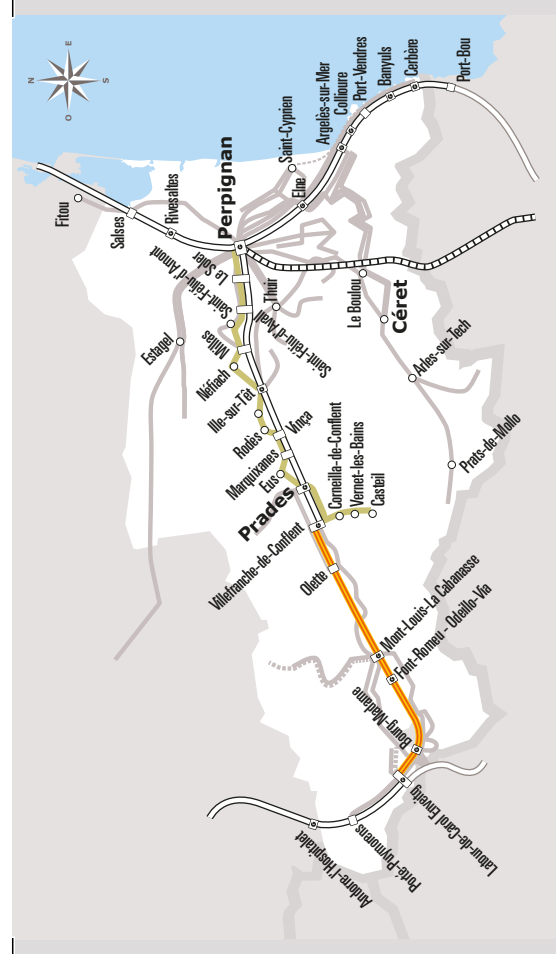 N
E
S
O
Fitou
Salses
Rivesaltes
Perpignan
Saint-Cyprien
Elne
Argelès-sur-Mer
Collioure
Port-Vendres
Banyuls
Cerbère
Port-Bou
Le Soler
Saint-Féliu-d'Amont
Saint-Féliu-d'Avall
Thuir
Millas
Néfiach
Estagel
Ille-sur-Têt
Rodès
Vinça
Marquixanes
Eus
Prades
Le Boulou
Céret
Arles-sur-Tech
Prats-de-Mollo
Corneilla-de-Conflent
Vernet-les-Bains
Casteil
Villefranche-de-Conflent
Olette
Mont-Louis-La Cabanasse
Font-Romeu - Odeillo-Via
Bourg-Madame
Latour-de-Carol Enveitg
Porté-Puymorens
Andorre-l'Hospitalet